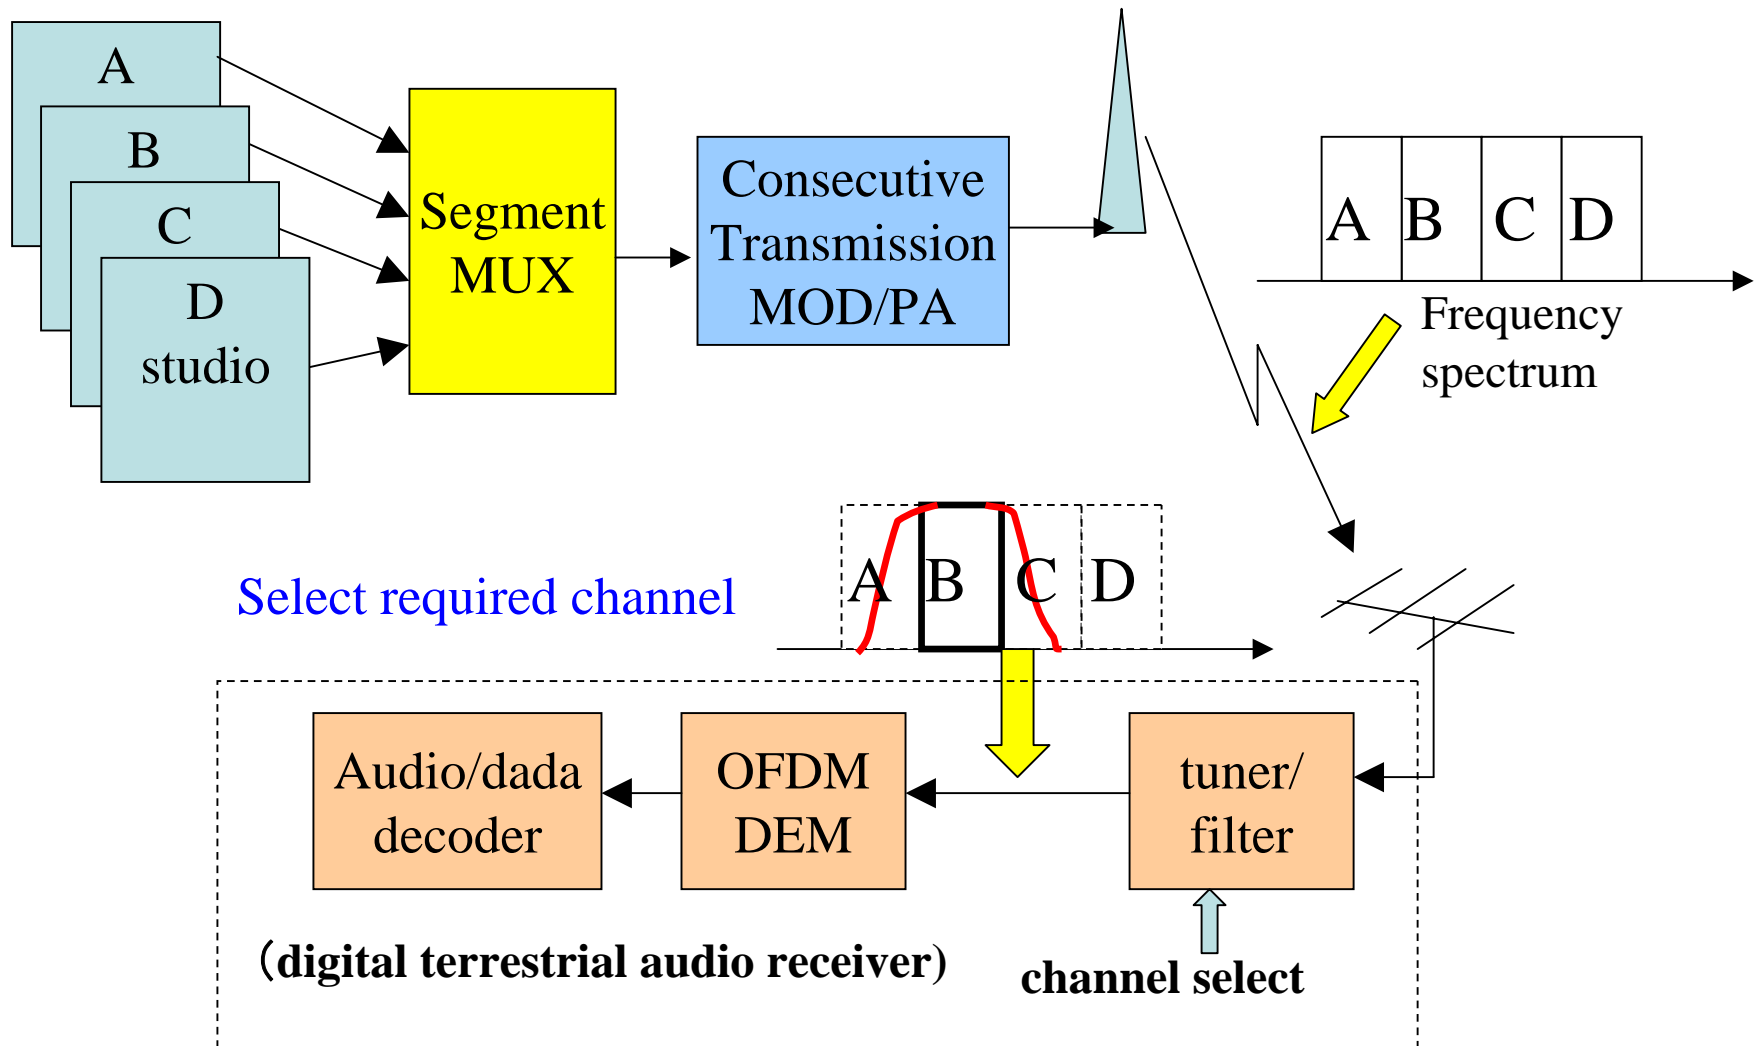 A
B
C
D
studio
Segment
MUX
Consecutive
Transmission
MOD/PA
A B C D
Frequency
spectrum
Select required channel
A B C D
Audio/dada
decoder
OFDM
DEM
tuner/
filter
（digital terrestrial audio receiver)
channel select